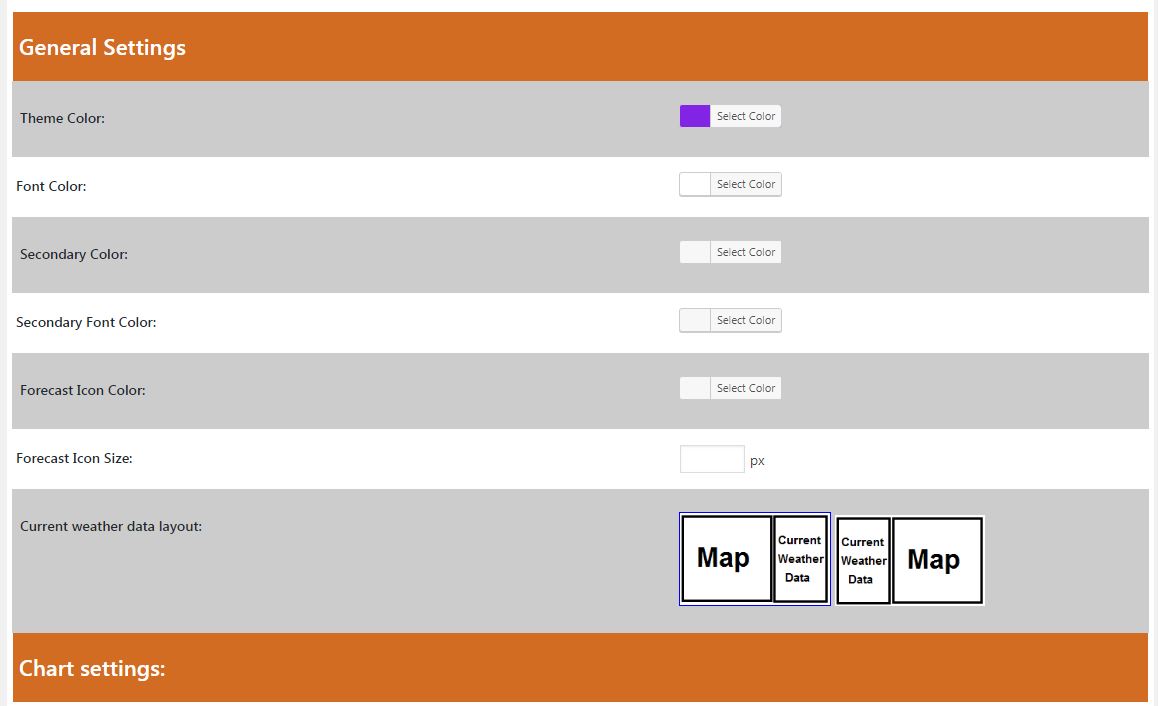 General Settings
Theme Color:
Select Color
Font Color:
Select Color
Secondary Color:
Select Color
Secondary Font Color:
Select Color
Forecast Icon Color:
Select Color
Forecast Icon Size:
px
Current weather data layout:
Map
Current
Weather
Data
Current
Weather
Data
Map
Chart settings: